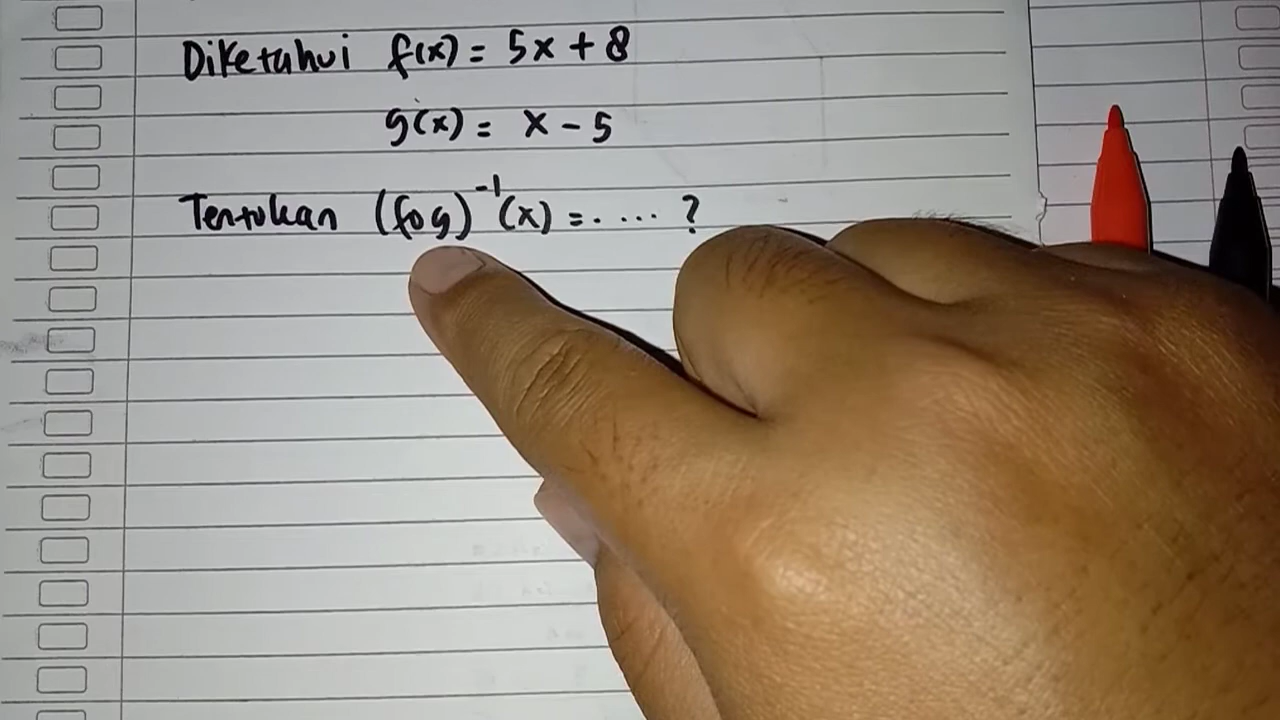 Diketahui f(x) = 5x + 8
g(x) = x - 5
Tentukan (fog)⁻¹(x) = ..... ?